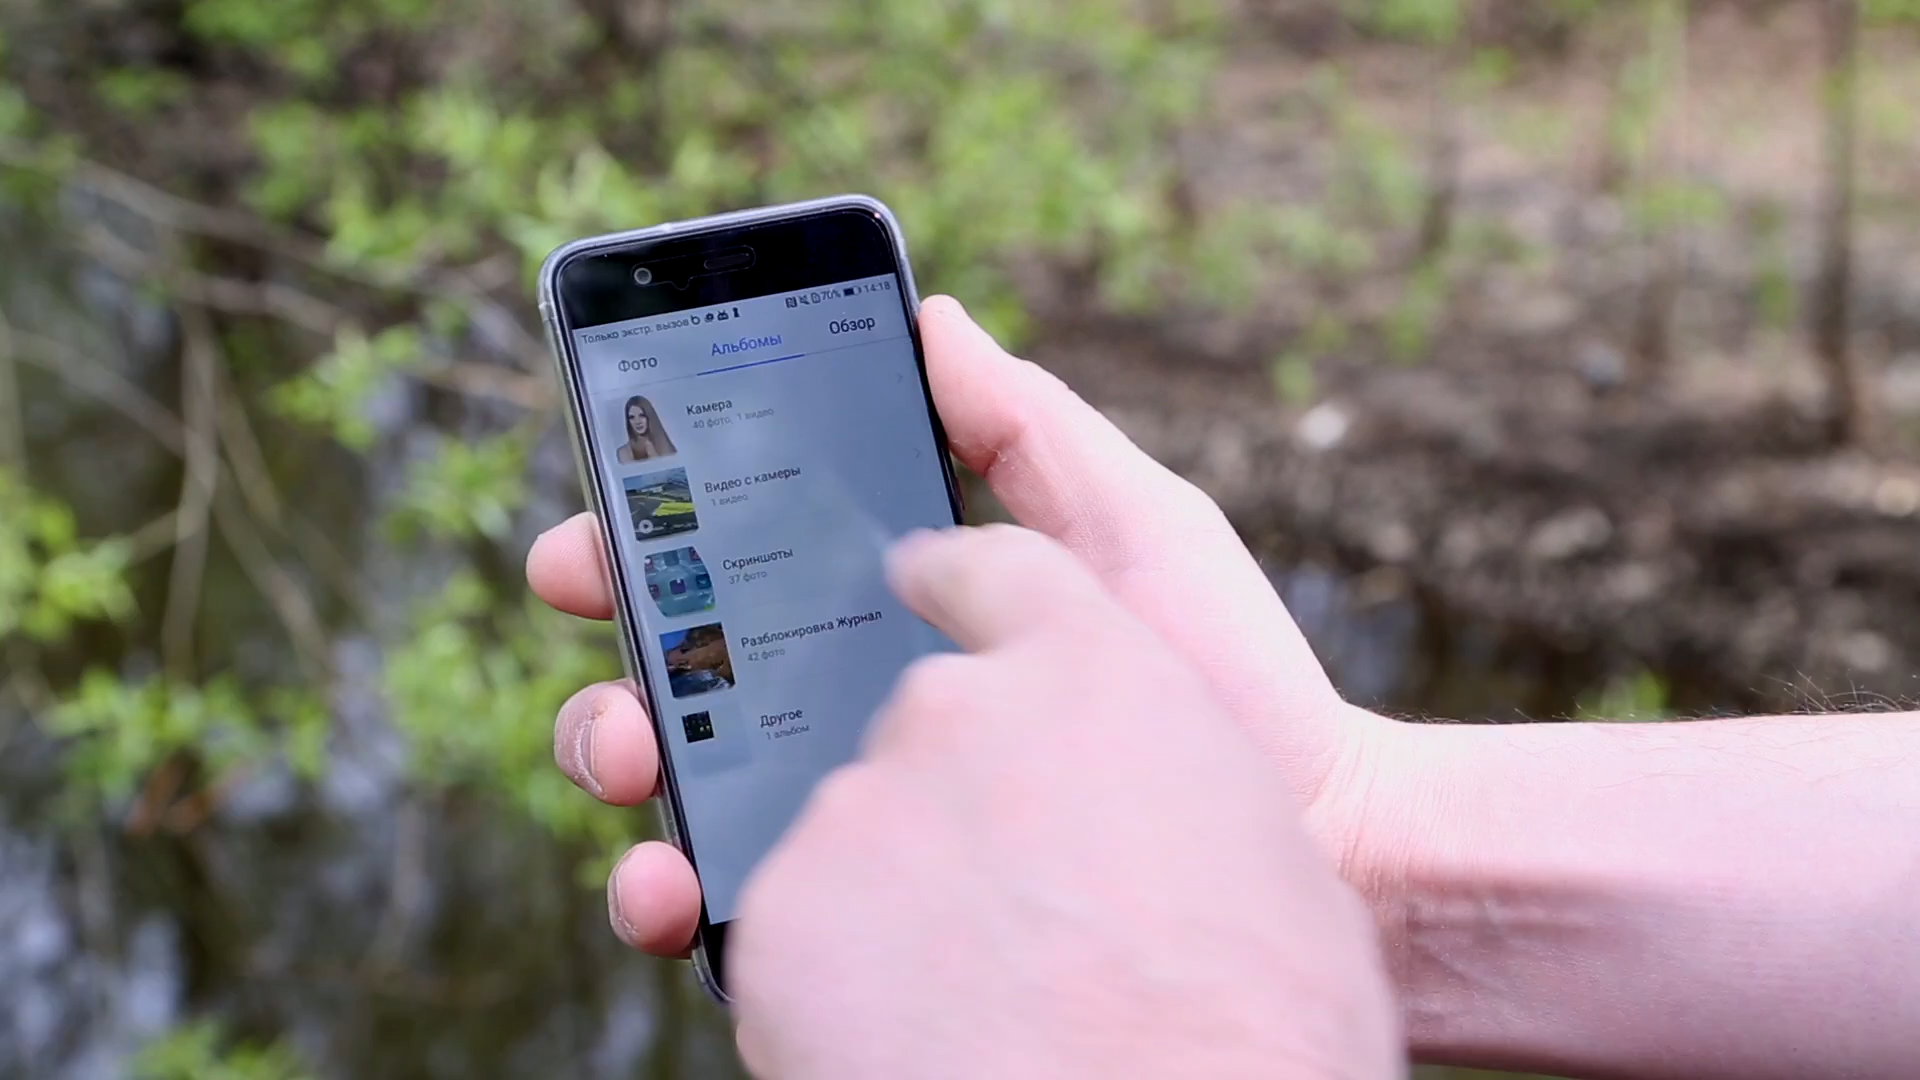 Только экстр. вызов 70% 14:18
Фото Альбомы Обзор
Камера
40 фото, 1 видео
Видео с камеры
1 видео
Скриншоты
37 фото
Разблокировка Журнал
42 фото
Другое
1 альбом